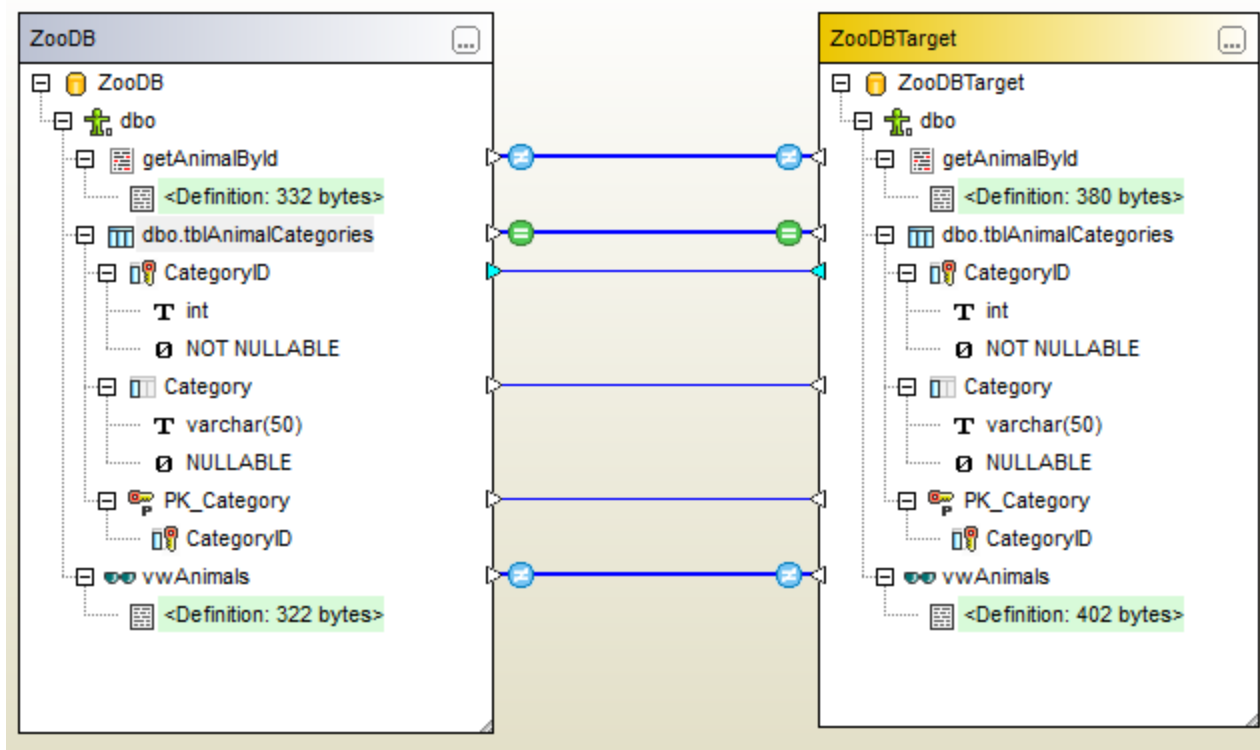 ZooDB
...
ZooDB
dbo
getAnimalById
<Definition: 332 bytes>
dbo.tblAnimalCategories
CategoryID
T int
Ø NOT NULLABLE
Category
T varchar(50)
Ø NULLABLE
P PK_Category
CategoryID
vwAnimals
<Definition: 322 bytes>
ZooDBTarget
...
ZooDBTarget
dbo
getAnimalById
<Definition: 380 bytes>
dbo.tblAnimalCategories
CategoryID
T int
Ø NOT NULLABLE
Category
T varchar(50)
Ø NULLABLE
P PK_Category
CategoryID
vwAnimals
<Definition: 402 bytes>